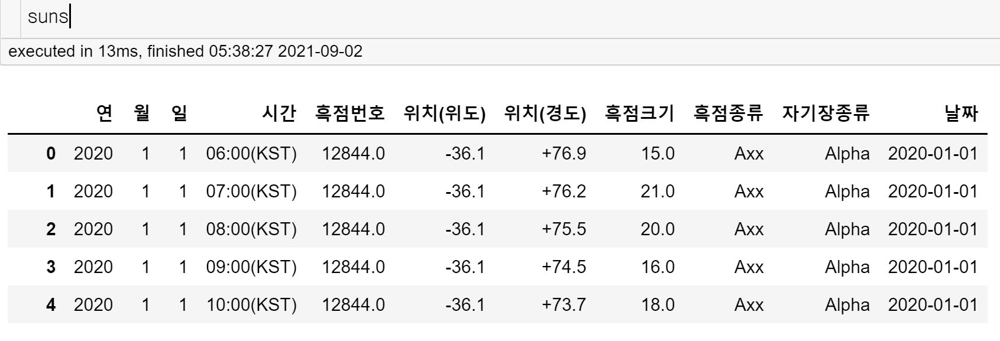 suns
executed in 13ms, finished 05:38:27 2021-09-02
연 월 일 시간 흑점번호 위치(위도) 위치(경도) 흑점크기 흑점종류 자기장종류 날짜
0 2020 1 1 06:00(KST) 12844.0 -36.1 +76.9 15.0 Axx Alpha 2020-01-01
1 2020 1 1 07:00(KST) 12844.0 -36.1 +76.2 21.0 Axx Alpha 2020-01-01
2 2020 1 1 08:00(KST) 12844.0 -36.1 +75.5 20.0 Axx Alpha 2020-01-01
3 2020 1 1 09:00(KST) 12844.0 -36.1 +74.5 16.0 Axx Alpha 2020-01-01
4 2020 1 1 10:00(KST) 12844.0 -36.1 +73.7 18.0 Axx Alpha 2020-01-01